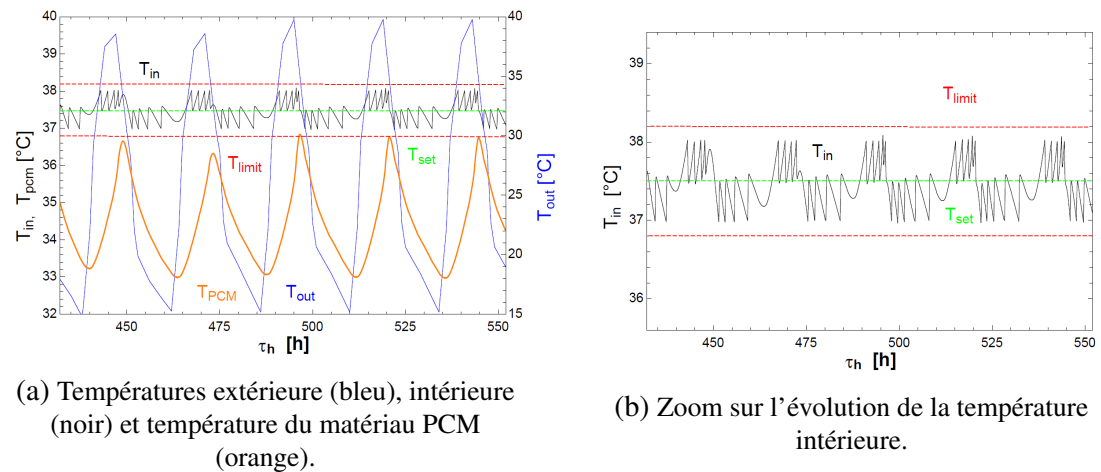 40
39
38
37
36
35
34
33
32
T_in, T_pcm [°C]
40
35
30
25
20
15
T_out [°C]
T_in
T_limit
T_set
T_PCM
T_out
450
475
500
525
550
τ_h [h]
(a) Températures extérieure (bleu), intérieure
(noir) et température du matériau PCM
(orange).
39
38
37
36
T_in [°C]
T_limit
T_in
T_set
450
475
500
525
550
τ_h [h]
(b) Zoom sur l'évolution de la température
intérieure.